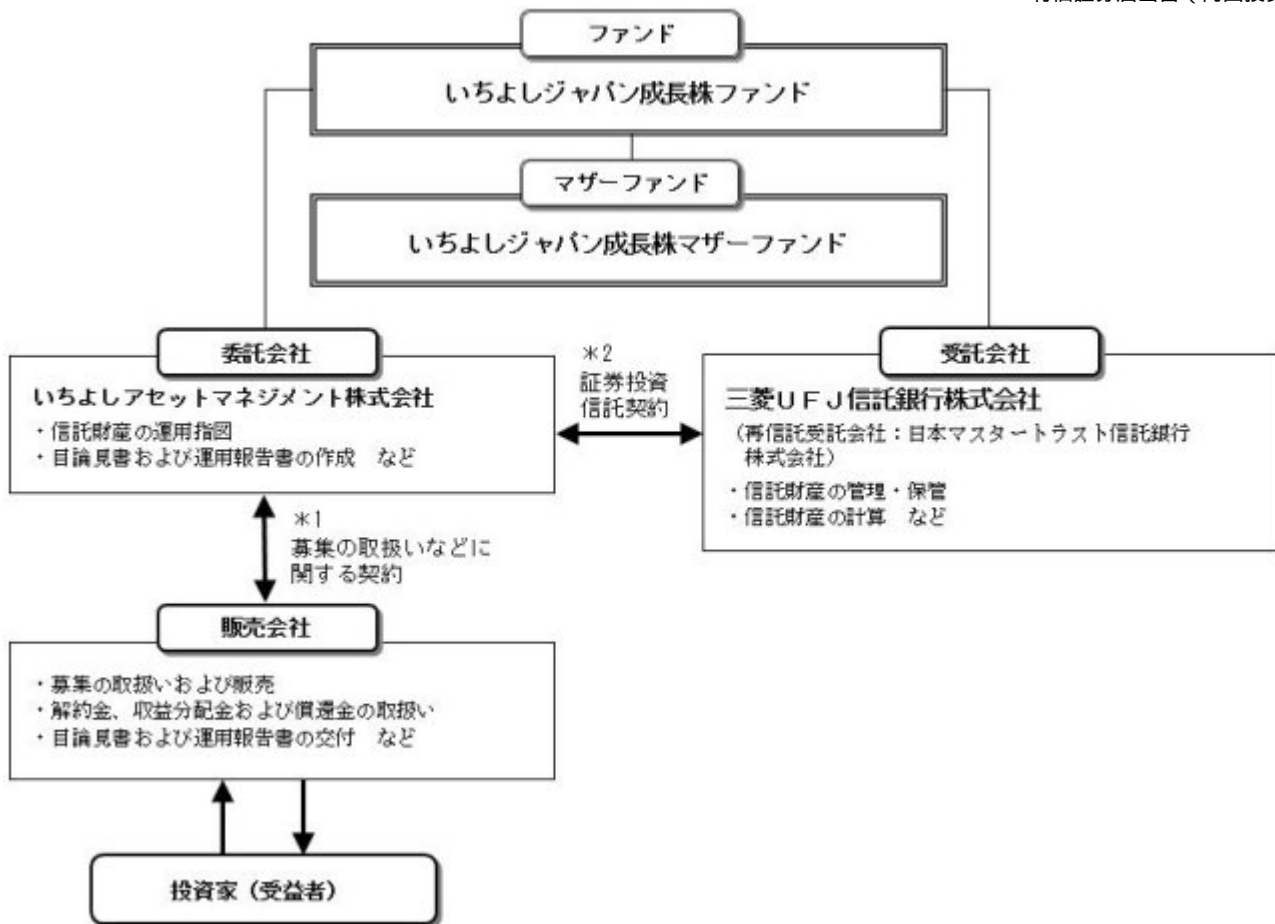 ファンド
いちよしジャパン成長株ファンド
マザーファンド
いちよしジャパン成長株マザーファンド
委託会社
いちよしアセットマネジメント株式会社
・信託財産の運用指図
・目論見書および運用報告書の作成　など
＊2
証券投資
信託契約
受託会社
三菱ＵＦＪ信託銀行株式会社
（再信託受託会社：日本マスタートラスト信託銀行
株式会社）
・信託財産の管理・保管
・信託財産の計算　など
＊1
募集の取扱いなどに
関する契約
販売会社
・募集の取扱いおよび販売
・解約金、収益分配金および償還金の取扱い
・目論見書および運用報告書の交付　など
投資家（受益者）